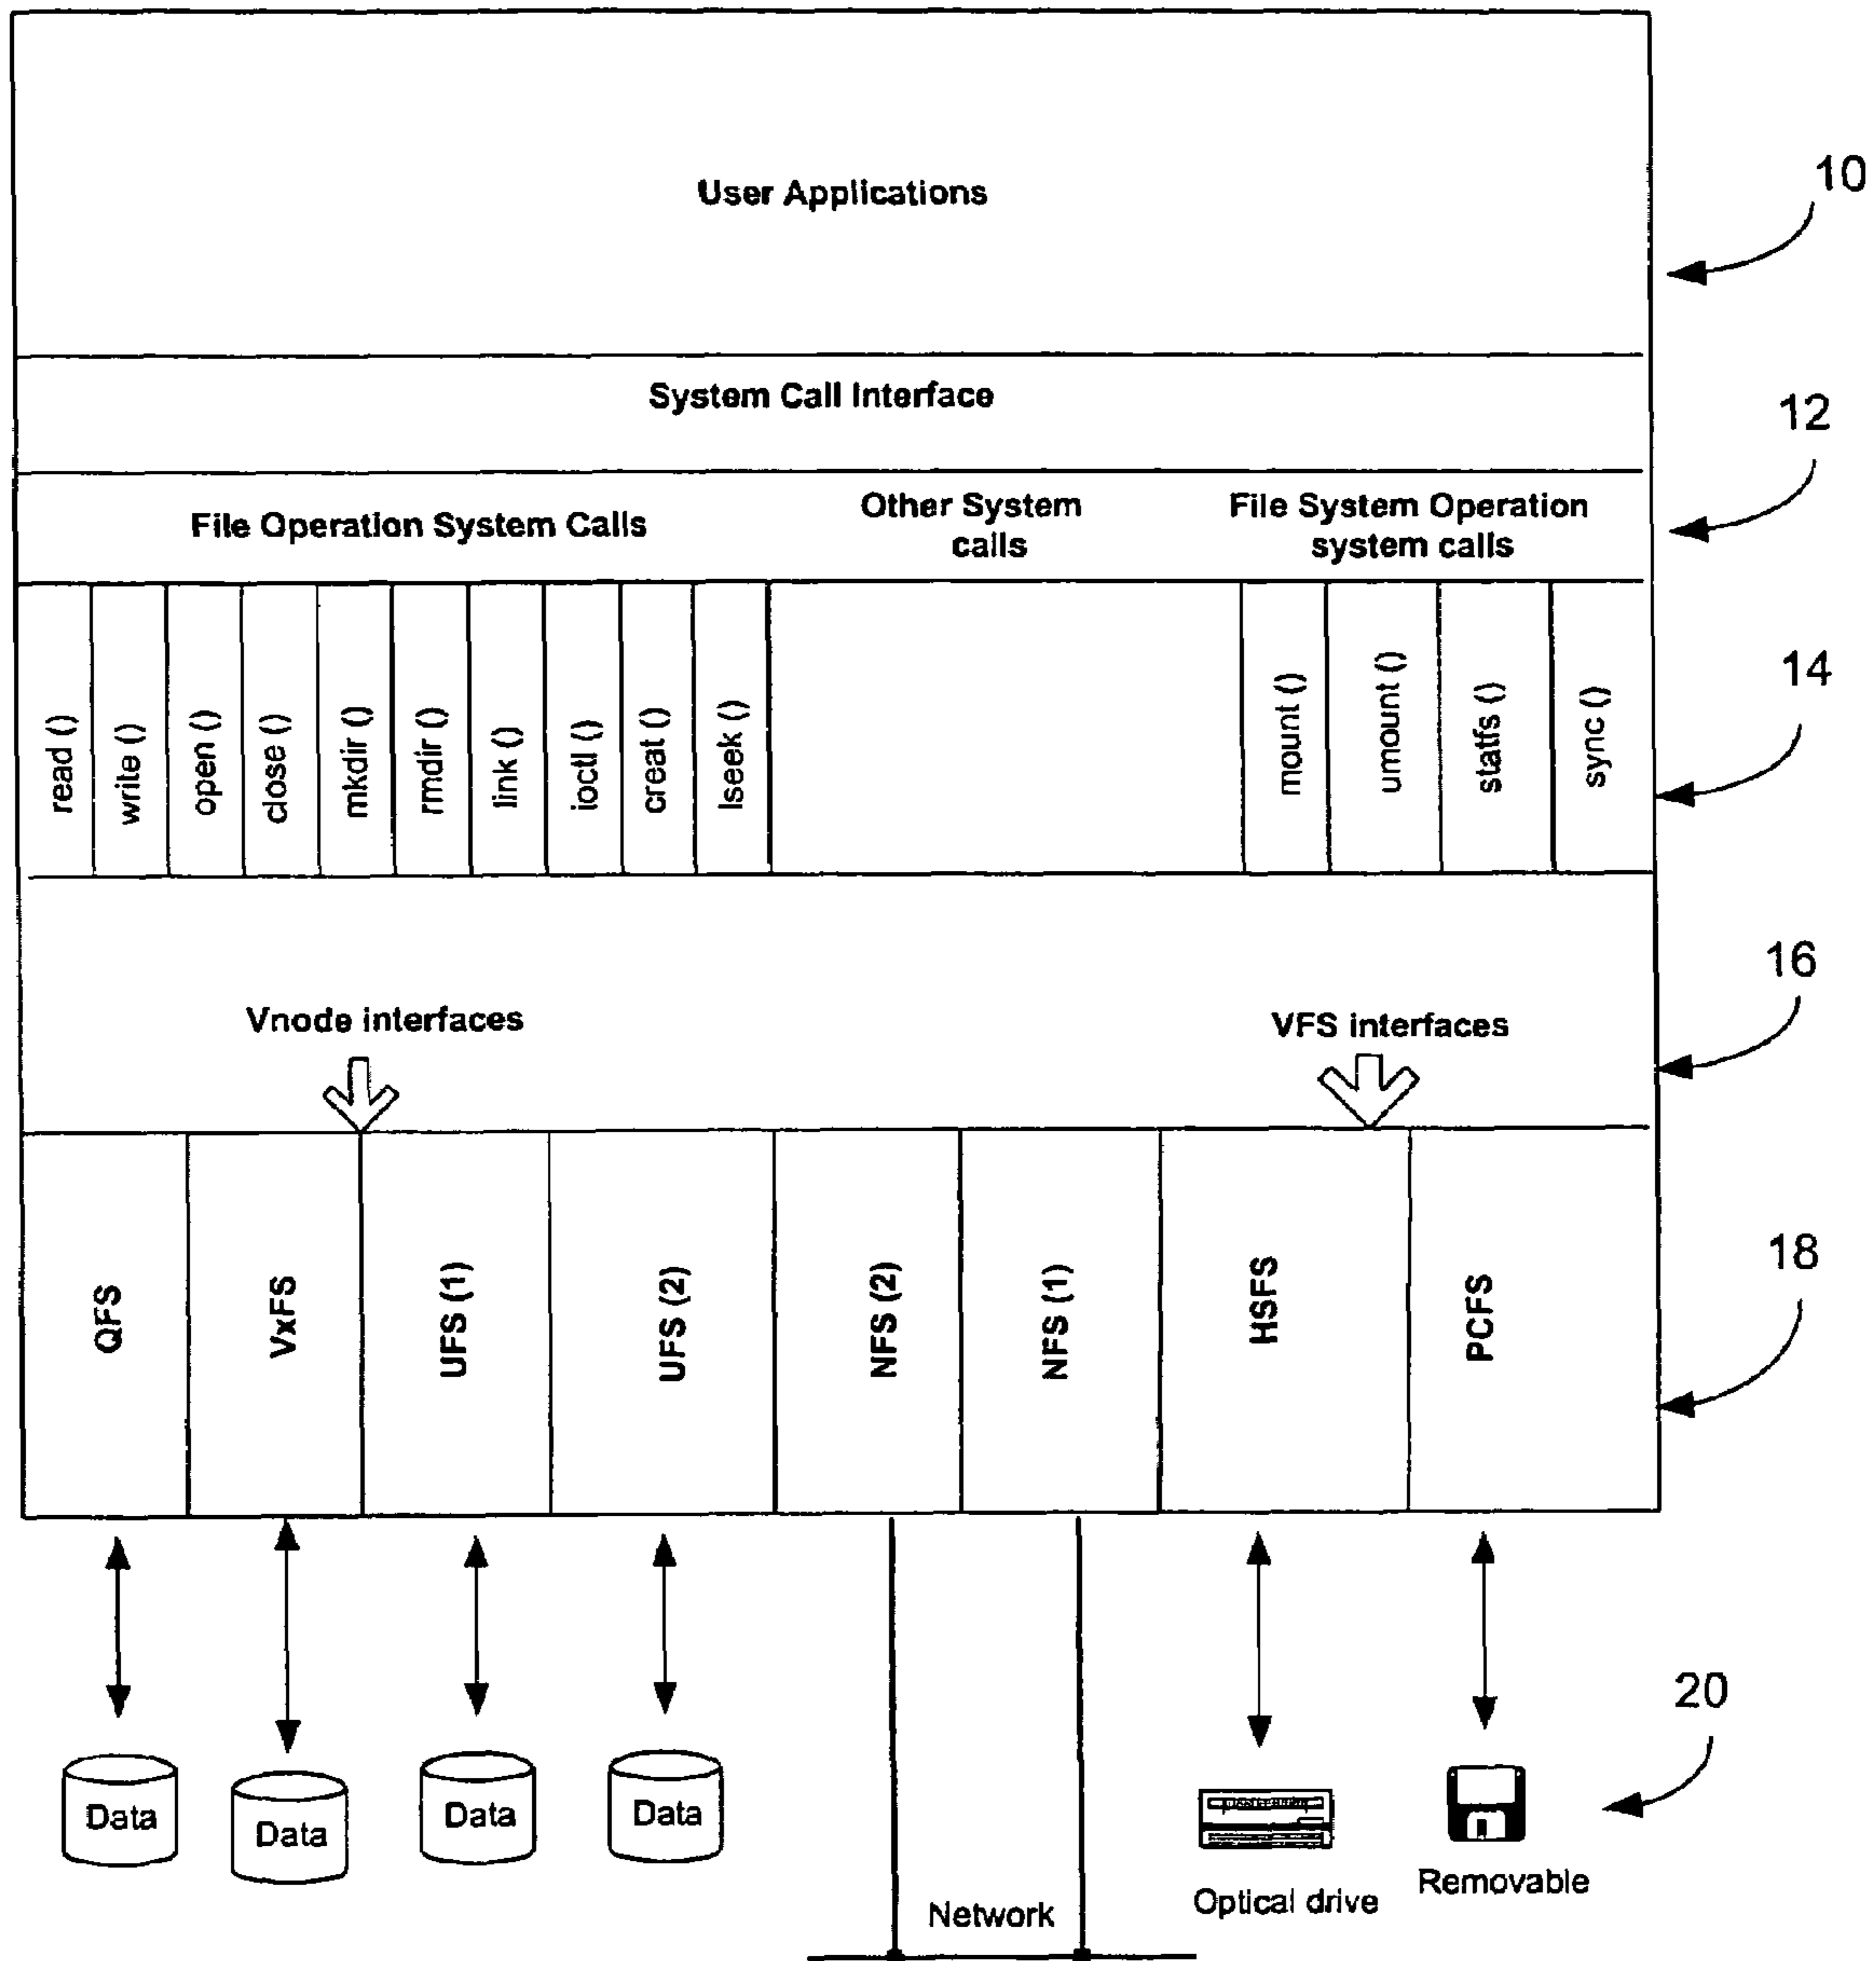 User Applications
10
System Call Interface
12
File Operation System Calls
Other System
calls
File System Operation
system calls
14
read ()
write ()
open ()
close ()
mkdir ()
rmdir ()
link ()
ioctl ()
creat ()
lseek ()
mount ()
umount ()
statfs ()
sync ()
16
Vnode interfaces
VFS interfaces
18
QFS
VxFS
UFS (1)
UFS (2)
NFS (2)
NFS (1)
HSFS
PCFS
20
Data
Data
Data
Data
Network
Optical drive
Removable